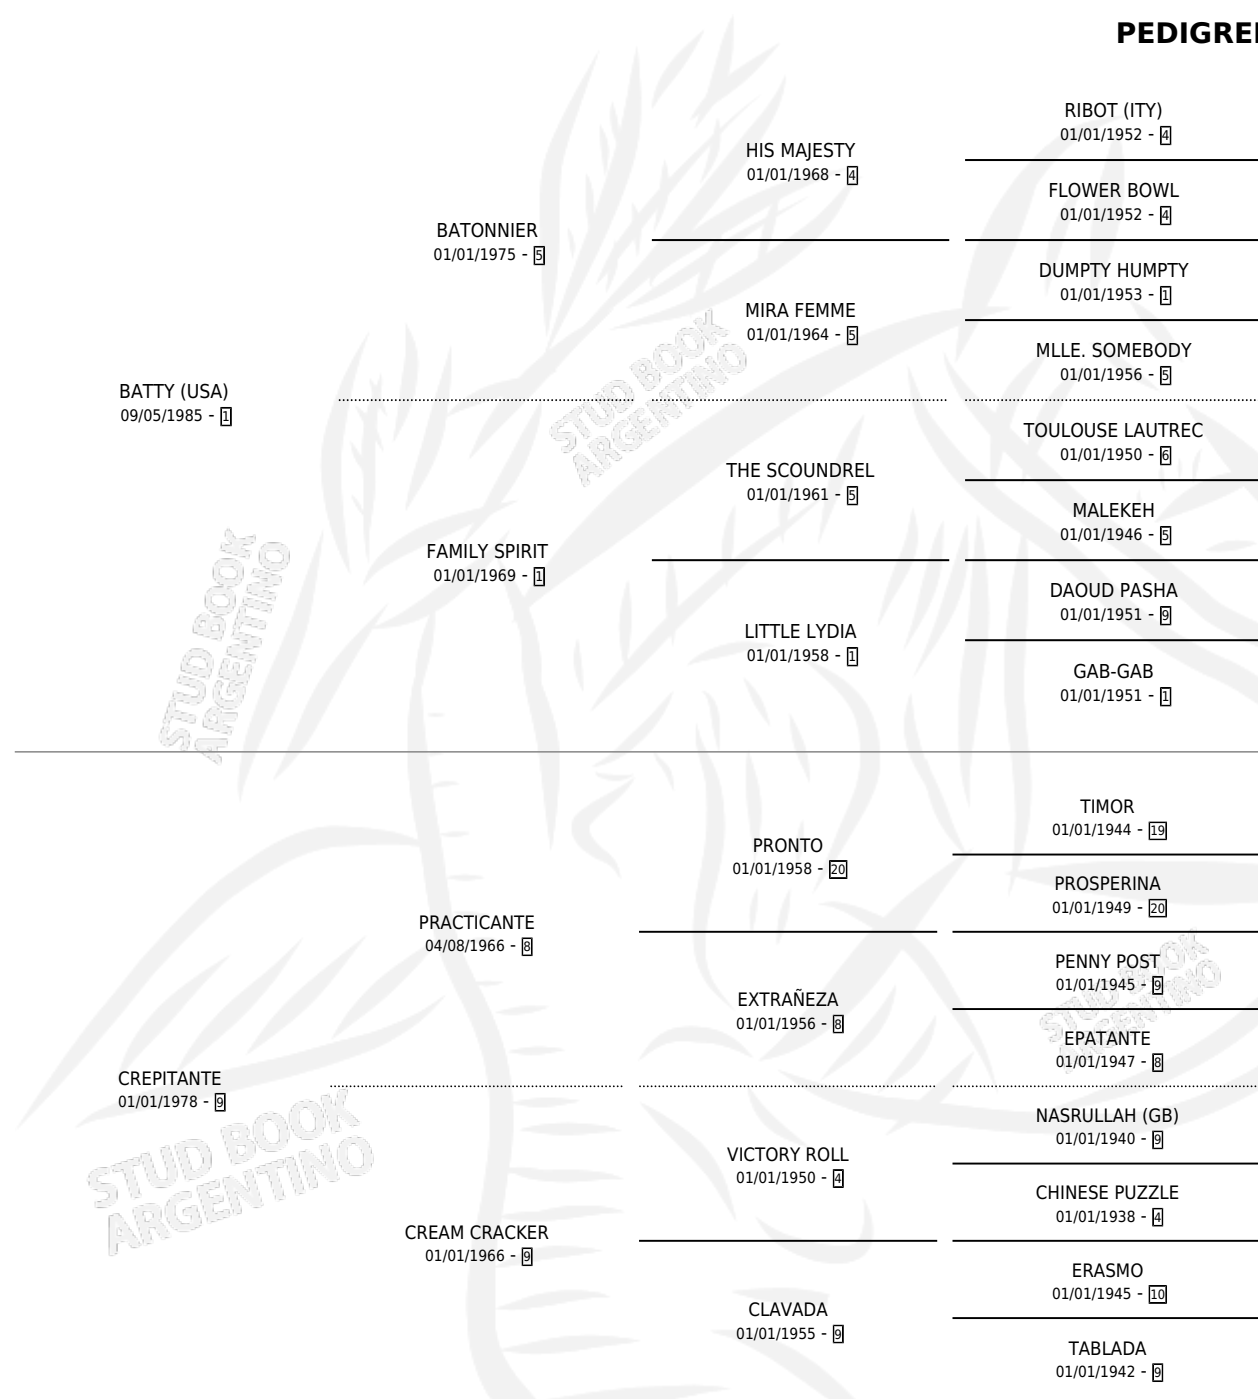 PEDIGREE
BATTY (USA)
09/05/1985 - 1
BATONNIER
01/01/1975 - 5
FAMILY SPIRIT
01/01/1969 - 1
HIS MAJESTY
01/01/1968 - 4
MIRA FEMME
01/01/1964 - 5
THE SCOUNDREL
01/01/1961 - 5
LITTLE LYDIA
01/01/1958 - 1
RIBOT (ITY)
01/01/1952 - 4
FLOWER BOWL
01/01/1952 - 4
DUMPTY HUMPTY
01/01/1953 - 1
MLLE. SOMEBODY
01/01/1956 - 5
TOULOUSE LAUTREC
01/01/1950 - 6
MALEKEH
01/01/1946 - 5
DAOUD PASHA
01/01/1951 - 9
GAB-GAB
01/01/1951 - 1
CREPITANTE
01/01/1978 - 9
PRACTICANTE
04/08/1966 - 8
CREAM CRACKER
01/01/1966 - 9
PRONTO
01/01/1958 - 20
EXTRAÑEZA
01/01/1956 - 8
VICTORY ROLL
01/01/1950 - 4
CLAVADA
01/01/1955 - 9
TIMOR
01/01/1944 - 19
PROSPERINA
01/01/1949 - 20
PENNY POST
01/01/1945 - 9
EPATANTE
01/01/1947 - 8
NASRULLAH (GB)
01/01/1940 - 9
CHINESE PUZZLE
01/01/1938 - 4
ERASMO
01/01/1945 - 10
TABLADA
01/01/1942 - 9
STUD BOOK
ARGENTINO
STUD BOOK
ARGENTINO
STUD BOOK
ARGENTINO
STUD BOOK
ARGENTINO